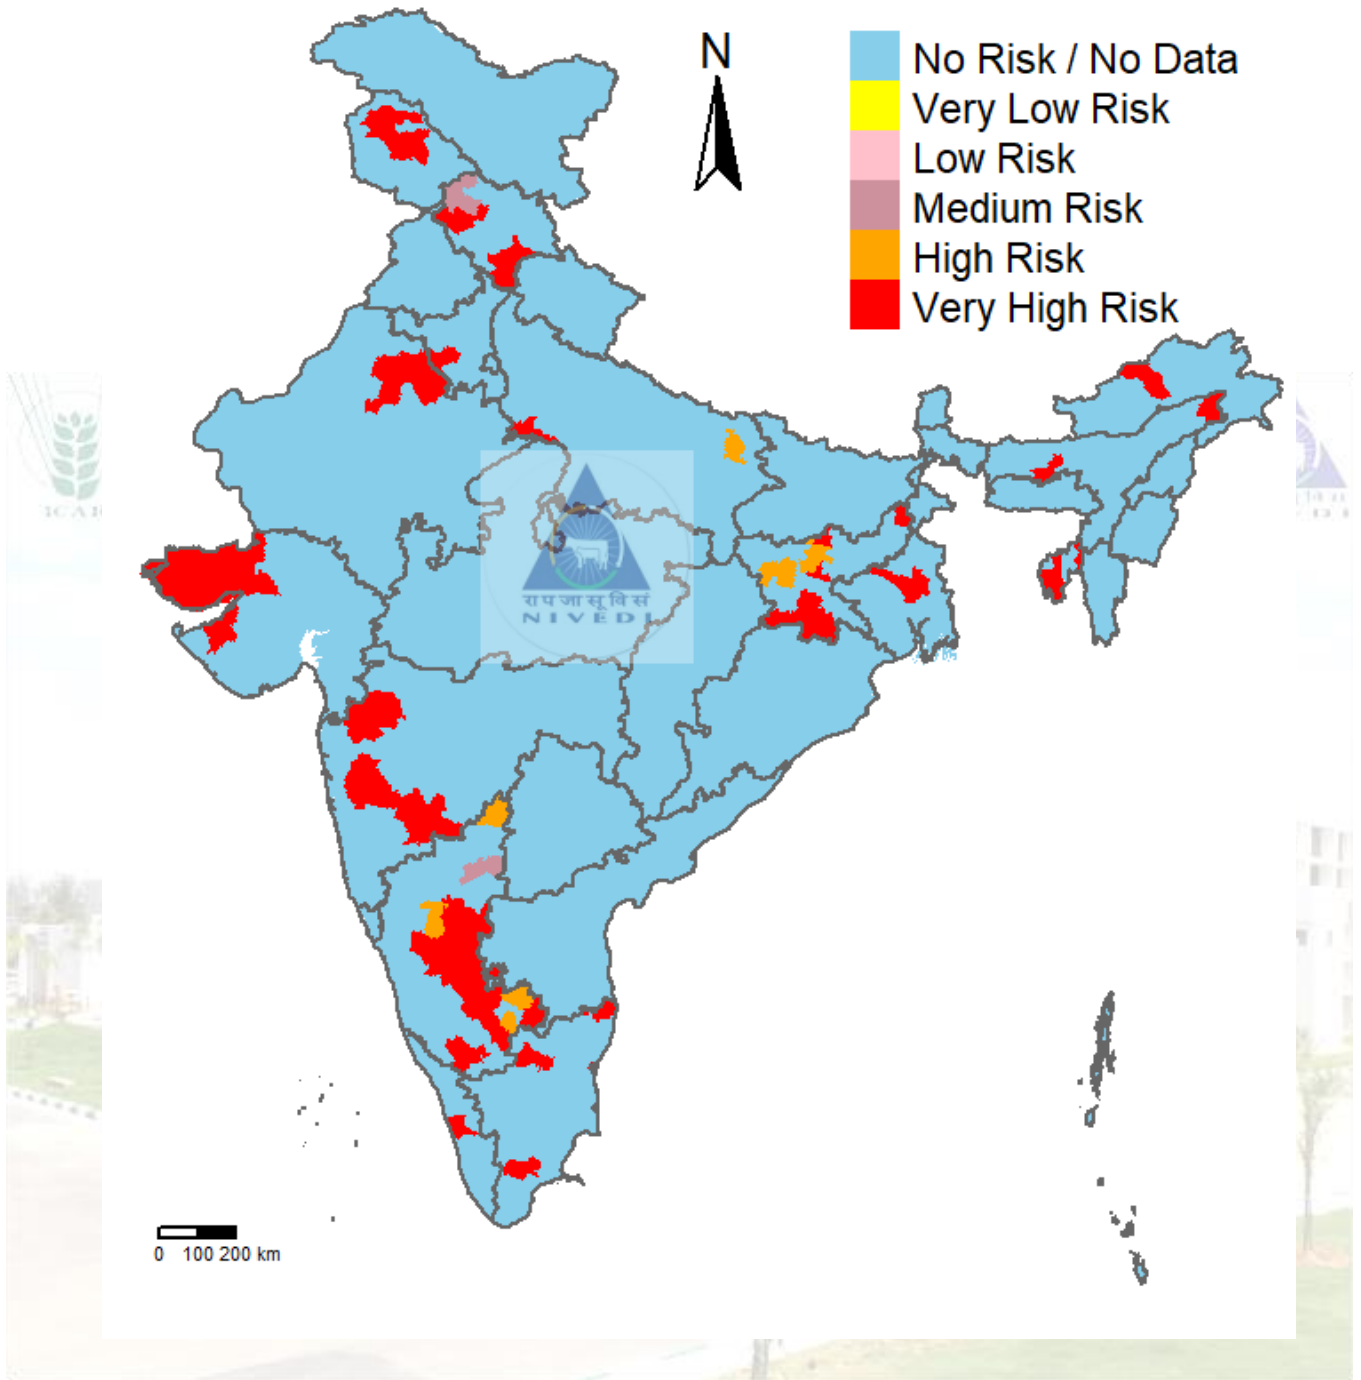 N
No Risk / No Data
Very Low Risk
Low Risk
Medium Risk
High Risk
Very High Risk
ICAR
रापजासूविसं
NIVEDI
0 100 200 km